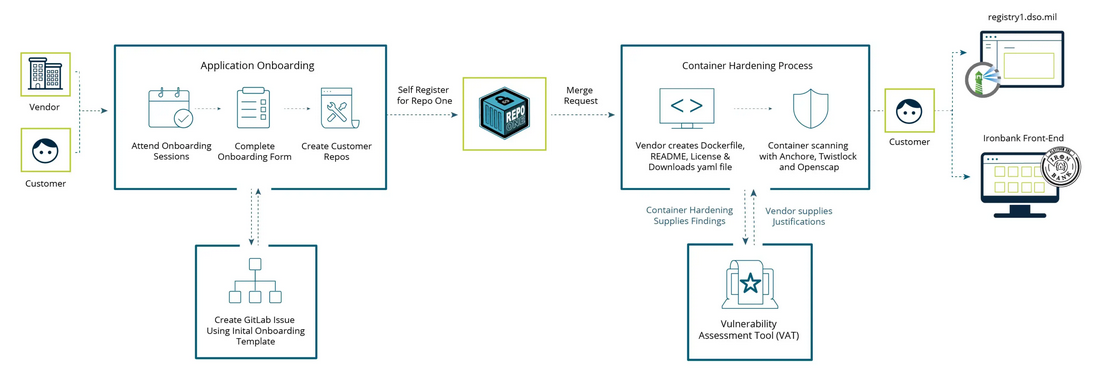 registry1.dso.mil
Application Onboarding
Container Hardening Process
Vendor
Customer
Attend Onboarding
Sessions
Complete
Onboarding Form
Create Customer
Repos
Self Register
for Repo One
REPO
ONE
Merge
Request
Vendor creates Dockerfile,
README, License &
Downloads yaml file
Container scanning
with Anchore, Twistlock
and Openscap
Customer
Ironbank Front-End
IRON
BANK
Container Hardening
Supplies Findings
Vendor supplies
Justifications
Create GitLab Issue
Using Inital Onboarding
Template
Vulnerability
Assessment Tool (VAT)